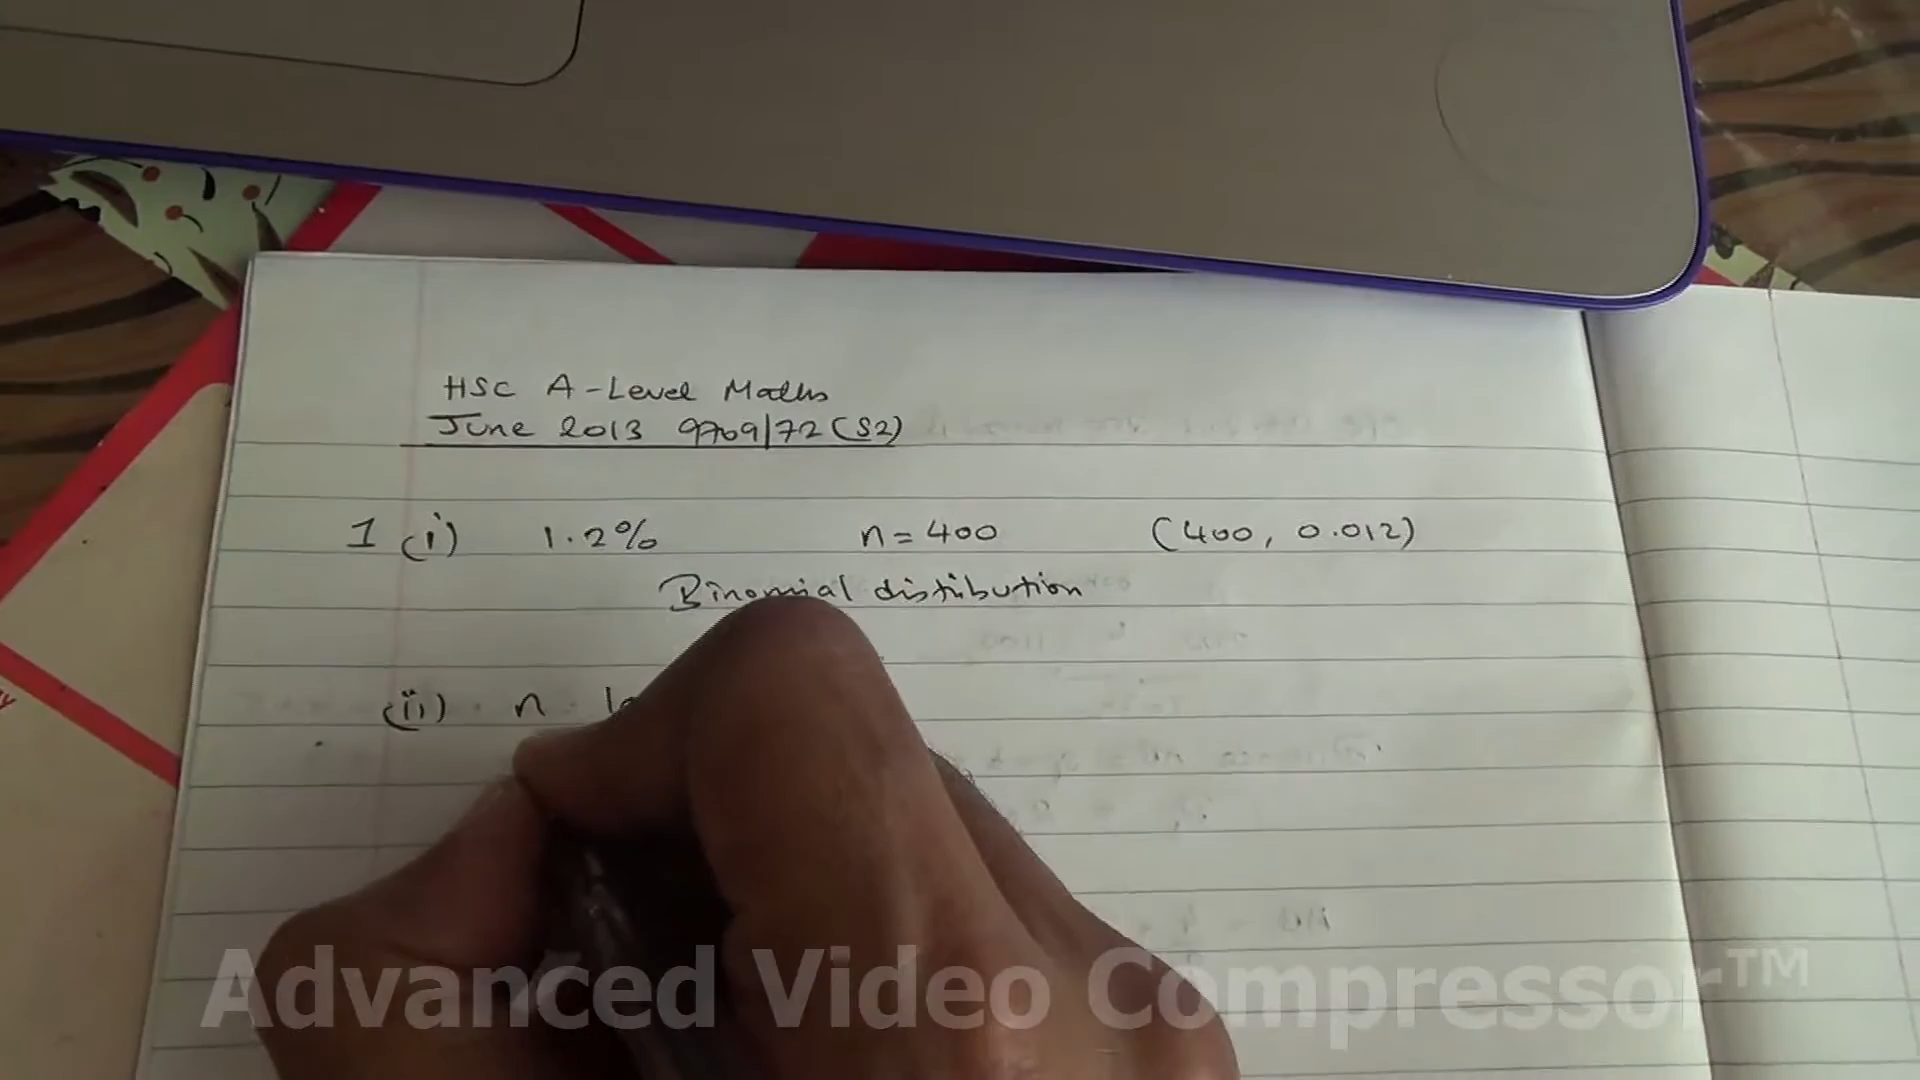 HSC A-Level Maths
June 2013 9709/72 (S2)
1 (i) 1.2% n = 400 (400, 0.012)
Binomial distribution
(ii) n
Advanced Video Compressor™